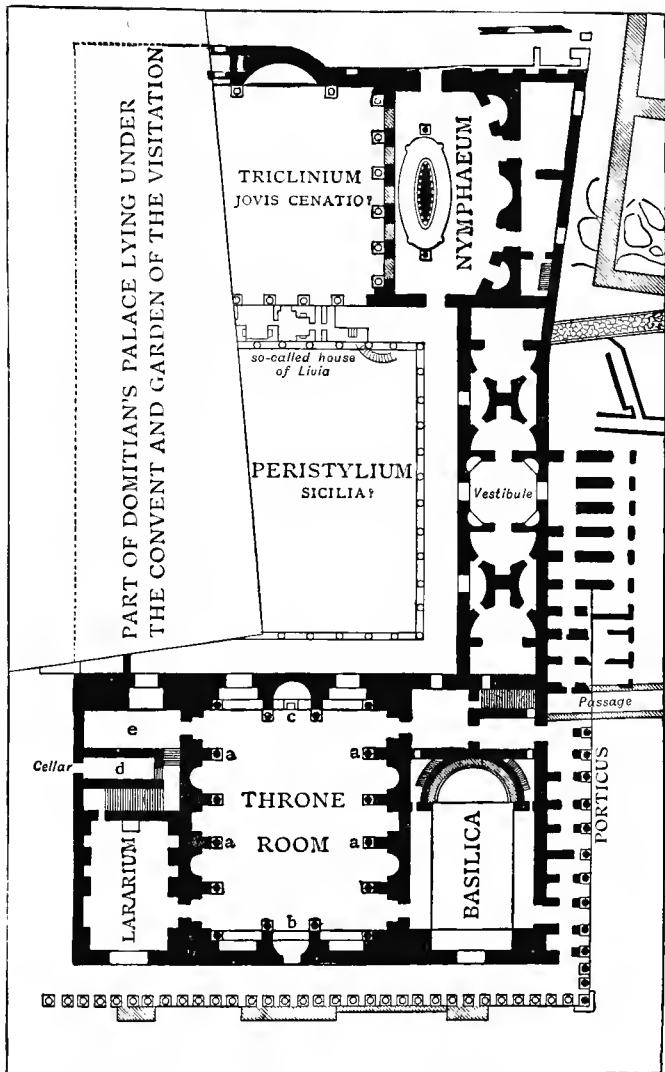 PART OF DOMITIAN'S PALACE LYING UNDER
THE CONVENT AND GARDEN OF THE VISITATION
TRICLINIUM
JOVIS CENATIO?
NYMPHAEUM
so-called house
of Livia
PERISTYLIUM
SICILIA?
Vestibule
Passage
c
e
a
a
Cellar
d
THRONE
ROOM
a
a
LARARIUM
BASILICA
PORTICUS
b